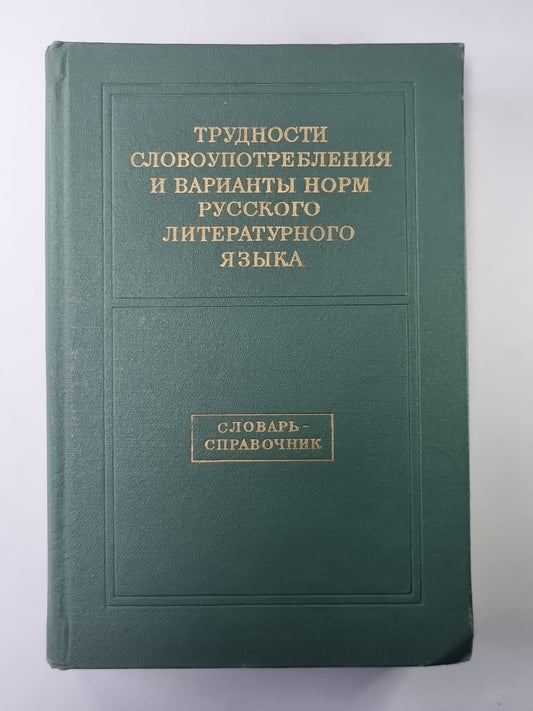 ТРУДНОСТИ
СЛОВОУПОТРЕБЛЕНИЯ
И ВАРИАНТЫ НОРМ
РУССКОГО
ЛИТЕРАТУРНОГО
ЯЗЫКА
СЛОВАРЬ-
СПРАВОЧНИК